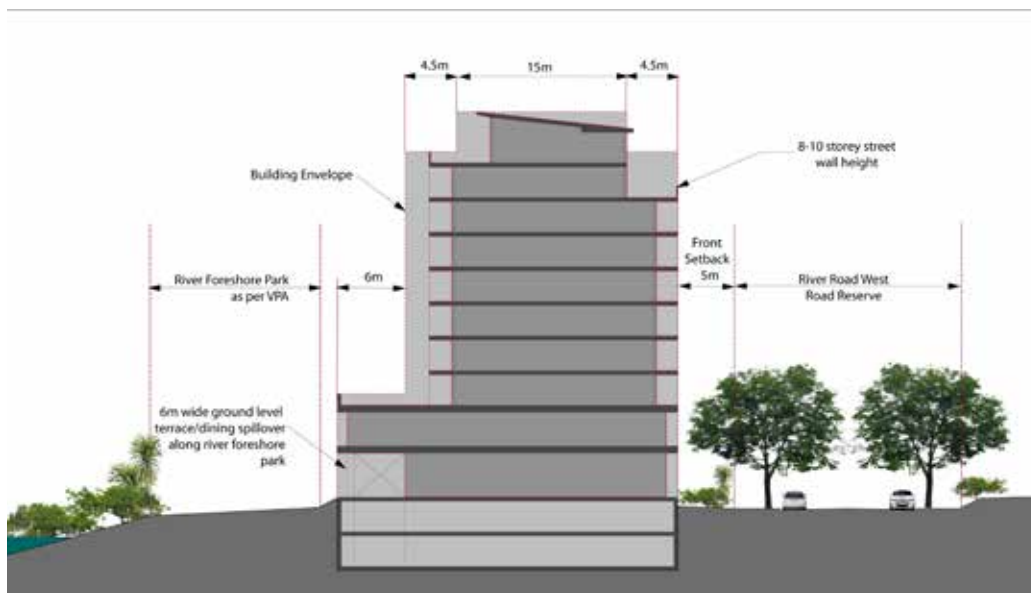 4.5m
15m
4.5m
8-10 storey street
wall height
Building Envelope
Front
Setback
5m
River Foreshore Park
as per VPA
6m
River Road West
Road Reserve
6m wide ground level
terrace/dining spillover
along river foreshore
park